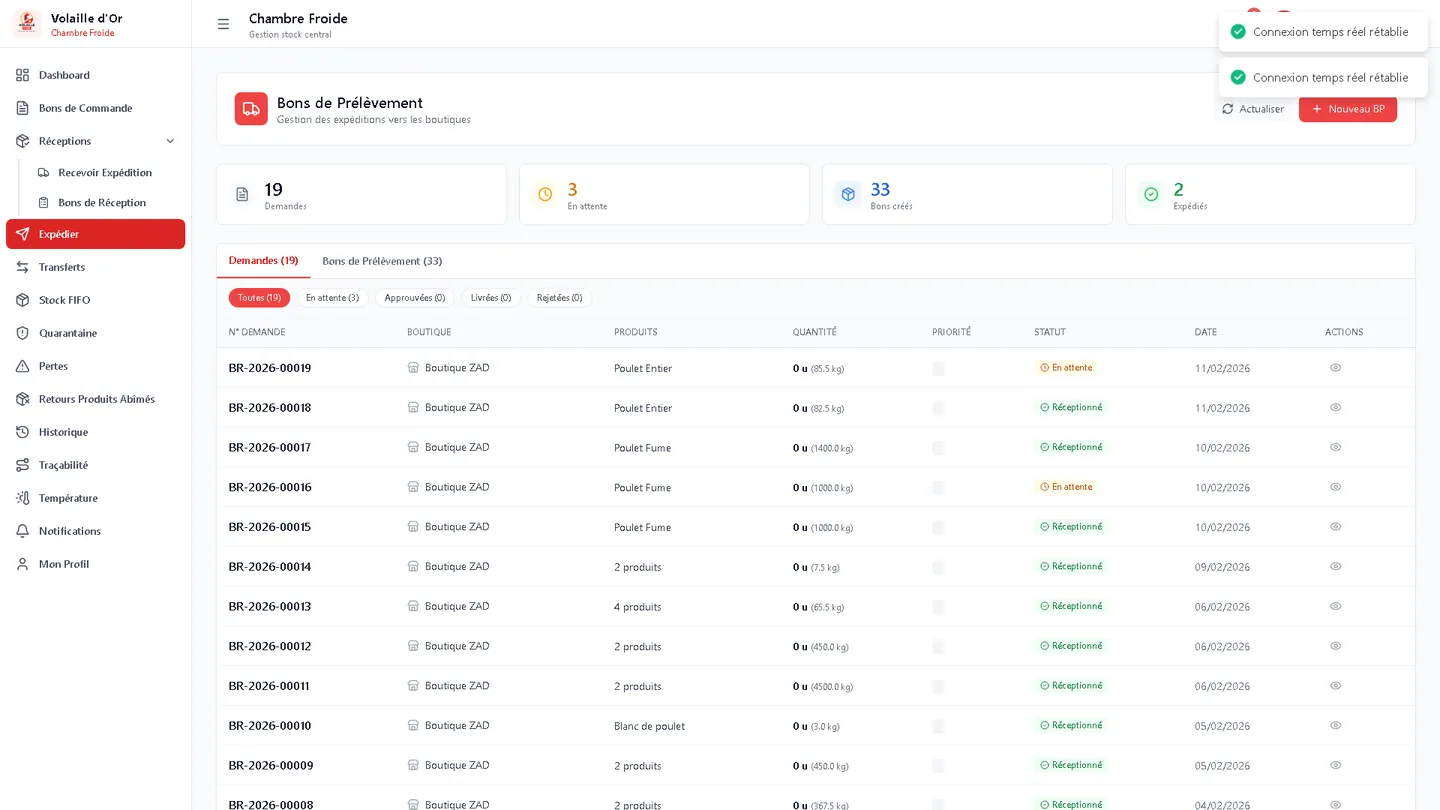 Volaille d'Or
Chambre Froide
Chambre Froide
Gestion stock central
Connexion temps réel rétablie
Connexion temps réel rétablie
Dashboard
Bons de Commande
Réceptions
Recevoir Expédition
Bons de Réception
Expédier
Transferts
Stock FIFO
Quarantaine
Pertes
Retours Produits Abîmés
Historique
Traçabilité
Température
Notifications
Mon Profil
Bons de Prélèvement
Gestion des expéditions vers les boutiques
Actualiser
+ Nouveau BP
19
Demandes
3
En attente
33
Bons créés
2
Expédiés
Demandes (19) Bons de Prélèvement (33)
Toutes (19) En attente (3) Approuvées (0) Livrées (0) Rejetées (0)
N° DEMANDE BOUTIQUE PRODUITS QUANTITÉ PRIORITÉ STATUT DATE ACTIONS
BR-2026-00019 Boutique ZAD Poulet Entier 0 u (85.5 kg) En attente 11/02/2026
BR-2026-00018 Boutique ZAD Poulet Entier 0 u (82.5 kg) Réceptionné 11/02/2026
BR-2026-00017 Boutique ZAD Poulet Fume 0 u (1400.0 kg) Réceptionné 10/02/2026
BR-2026-00016 Boutique ZAD Poulet Fume 0 u (1000.0 kg) En attente 10/02/2026
BR-2026-00015 Boutique ZAD Poulet Fume 0 u (1000.0 kg) Réceptionné 10/02/2026
BR-2026-00014 Boutique ZAD 2 produits 0 u (7.5 kg) Réceptionné 09/02/2026
BR-2026-00013 Boutique ZAD 4 produits 0 u (65.5 kg) Réceptionné 06/02/2026
BR-2026-00012 Boutique ZAD 2 produits 0 u (450.0 kg) Réceptionné 06/02/2026
BR-2026-00011 Boutique ZAD 2 produits 0 u (4500.0 kg) Réceptionné 06/02/2026
BR-2026-00010 Boutique ZAD Blanc de poulet 0 u (3.0 kg) Réceptionné 05/02/2026
BR-2026-00009 Boutique ZAD 2 produits 0 u (450.0 kg) Réceptionné 05/02/2026
BR-2026-00008 Boutique ZAD 2 produits 0 u (367.5 kg) Réceptionné 04/02/2026